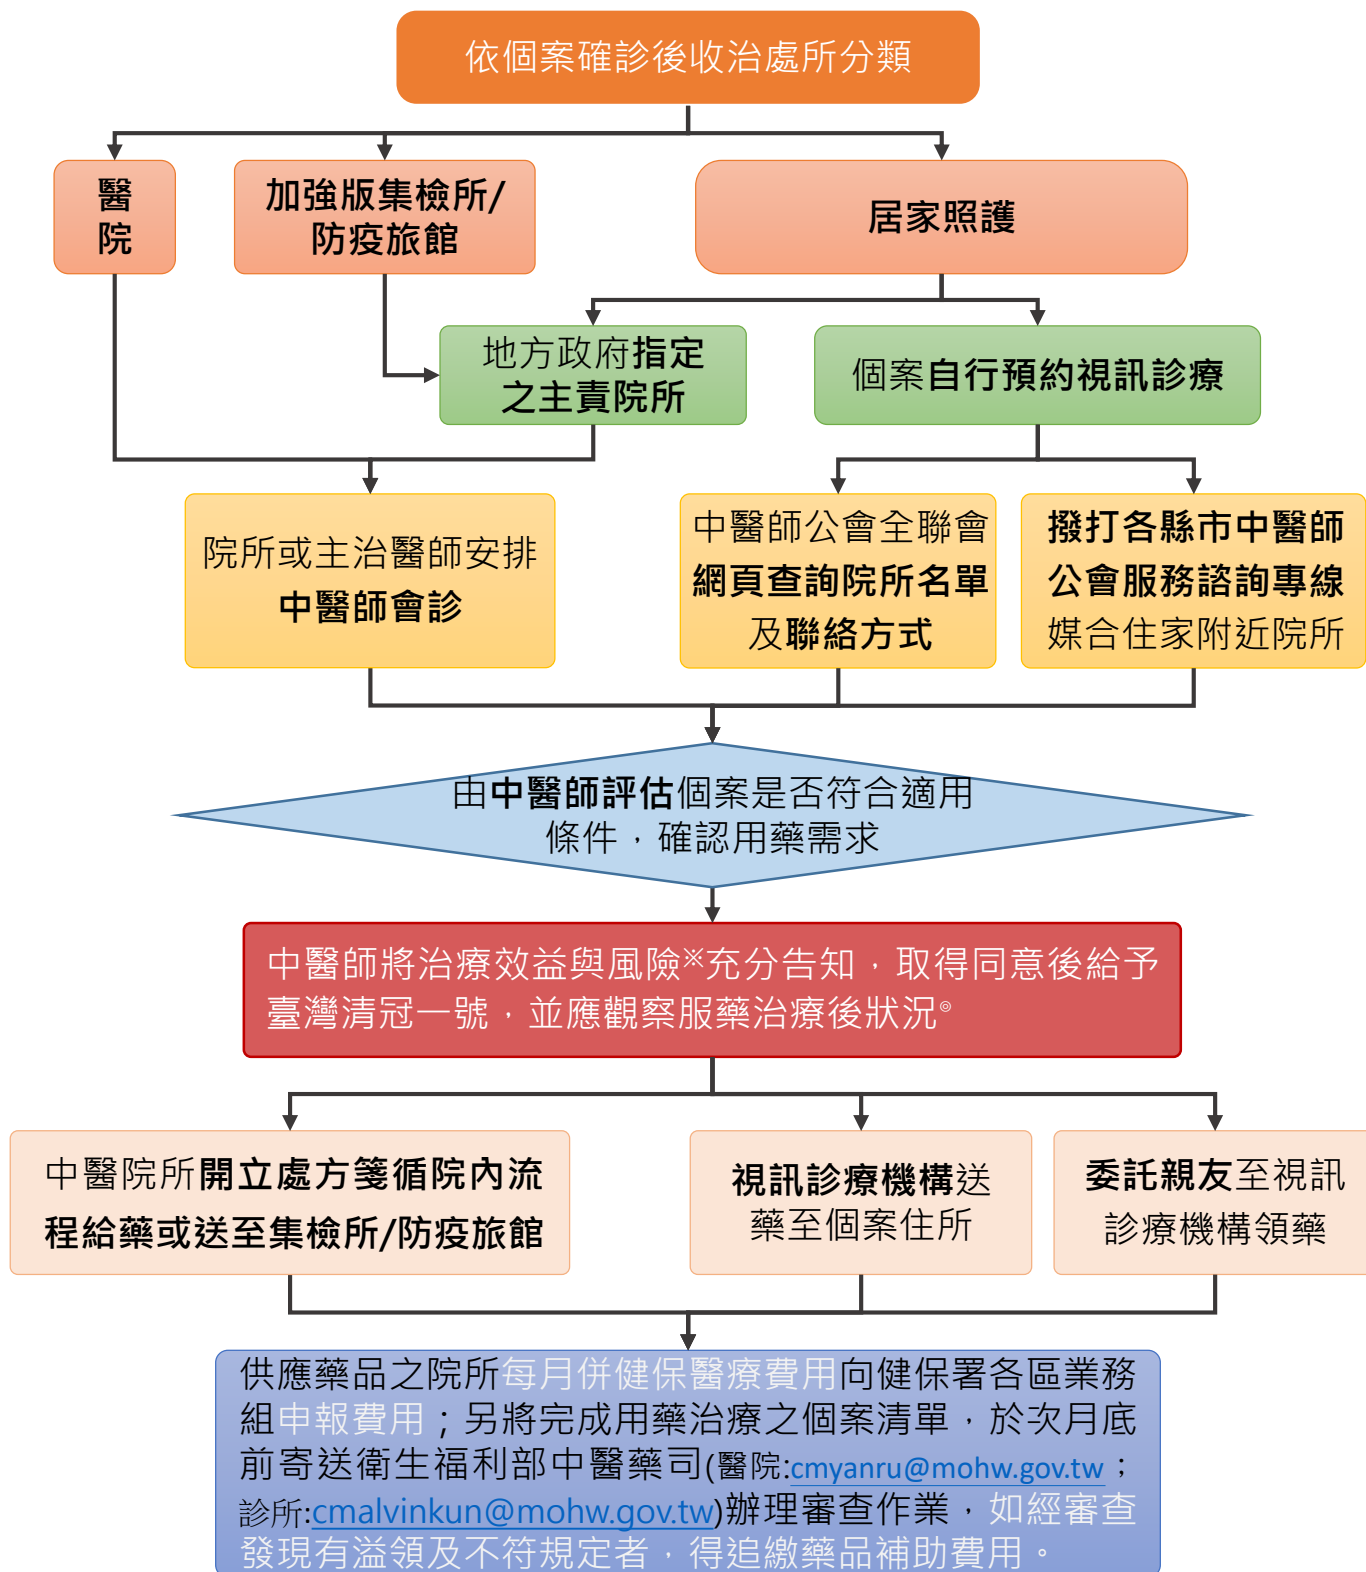 依個案確診後收治處所分類
醫
院
加強版集檢所/
防疫旅館
居家照護
地方政府指定
之主責院所
個案自行預約視訊診療
院所或主治醫師安排
中醫師會診
中醫師公會全聯會
網頁查詢院所名單
及聯絡方式
撥打各縣市中醫師
公會服務諮詢專線
媒合住家附近院所
由中醫師評估個案是否符合適用
條件，確認用藥需求
中醫師將治療效益與風險※充分告知，取得同意後給予
臺灣清冠一號，並應觀察服藥治療後狀況◎
中醫院所開立處方箋循院內流
程給藥或送至集檢所/防疫旅館
視訊診療機構送
藥至個案住所
委託親友至視訊
診療機構領藥
供應藥品之院所每月併健保醫療費用向健保署各區業務
組申報費用；另將完成用藥治療之個案清單，於次月底
前寄送衛生福利部中醫藥司(醫院:cmyanru@mohw.gov.tw；
診所:cmalvinkun@mohw.gov.tw)辦理審查作業，如經審查
發現有溢領及不符規定者，得追繳藥品補助費用。